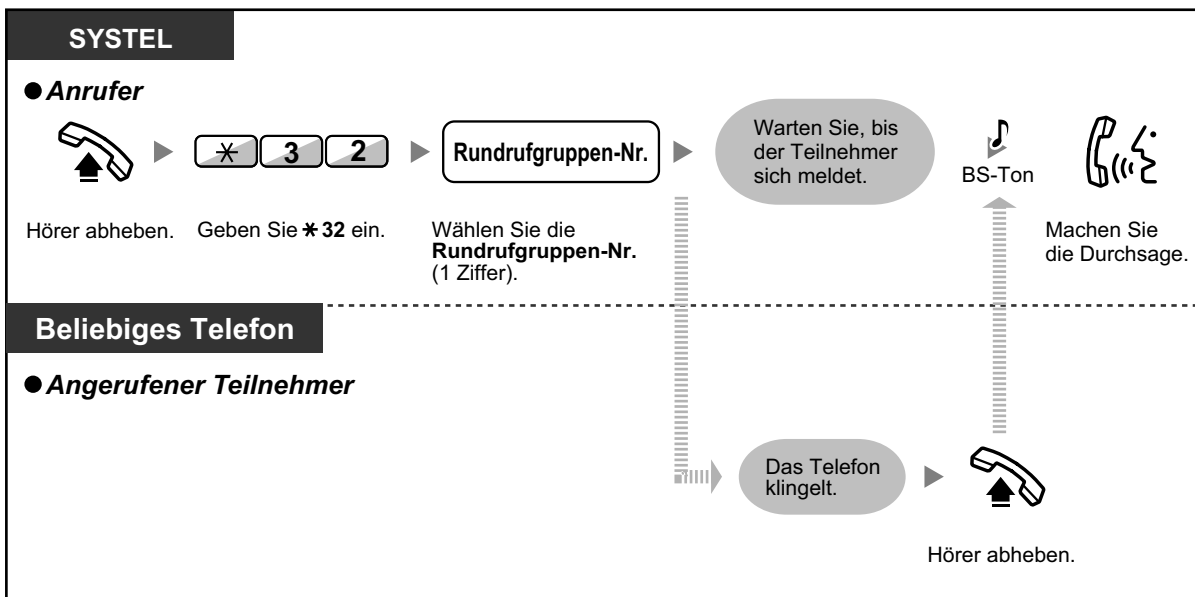 SYSTEL
● Anrufer
✳ 3 2
Rundrufgruppen-Nr.
Warten Sie, bis
der Teilnehmer
sich meldet.
BS-Ton
Hörer abheben.
Geben Sie ✳ 32 ein.
Wählen Sie die
Rundrufgruppen-Nr.
(1 Ziffer).
Machen Sie
die Durchsage.
Beliebiges Telefon
● Angerufener Teilnehmer
Das Telefon
klingelt.
Hörer abheben.